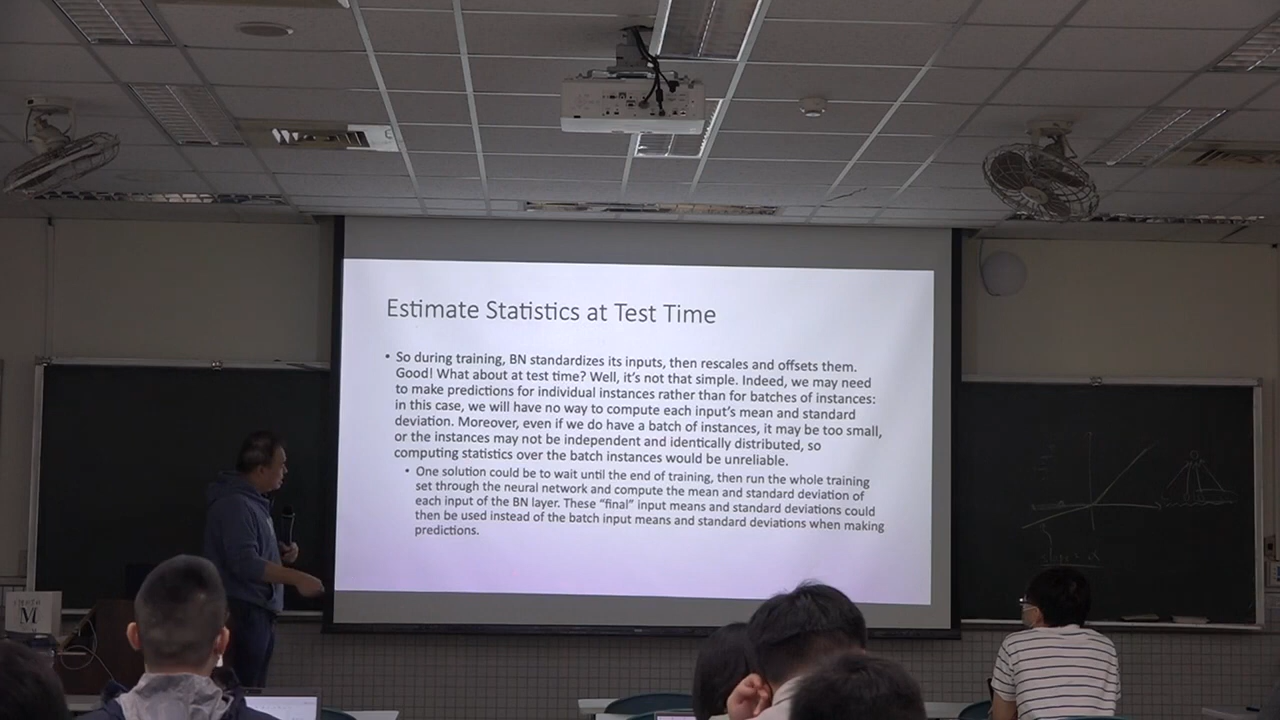 Estimate Statistics at Test Time
• So during training, BN standardizes its inputs, then rescales and offsets them.
Good! What about at test time? Well, it's not that simple. Indeed, we may need
to make predictions for individual instances rather than for batches of instances:
in this case, we will have no way to compute each input's mean and standard
deviation. Moreover, even if we do have a batch of instances, it may be too small,
or the instances may not be independent and identically distributed, so
computing statistics over the batch instances would be unreliable.
• One solution could be to wait until the end of training, then run the whole training
set through the neural network and compute the mean and standard deviation of
each input of the BN layer. These “final” input means and standard deviations could
then be used instead of the batch input means and standard deviations when making
predictions.
M